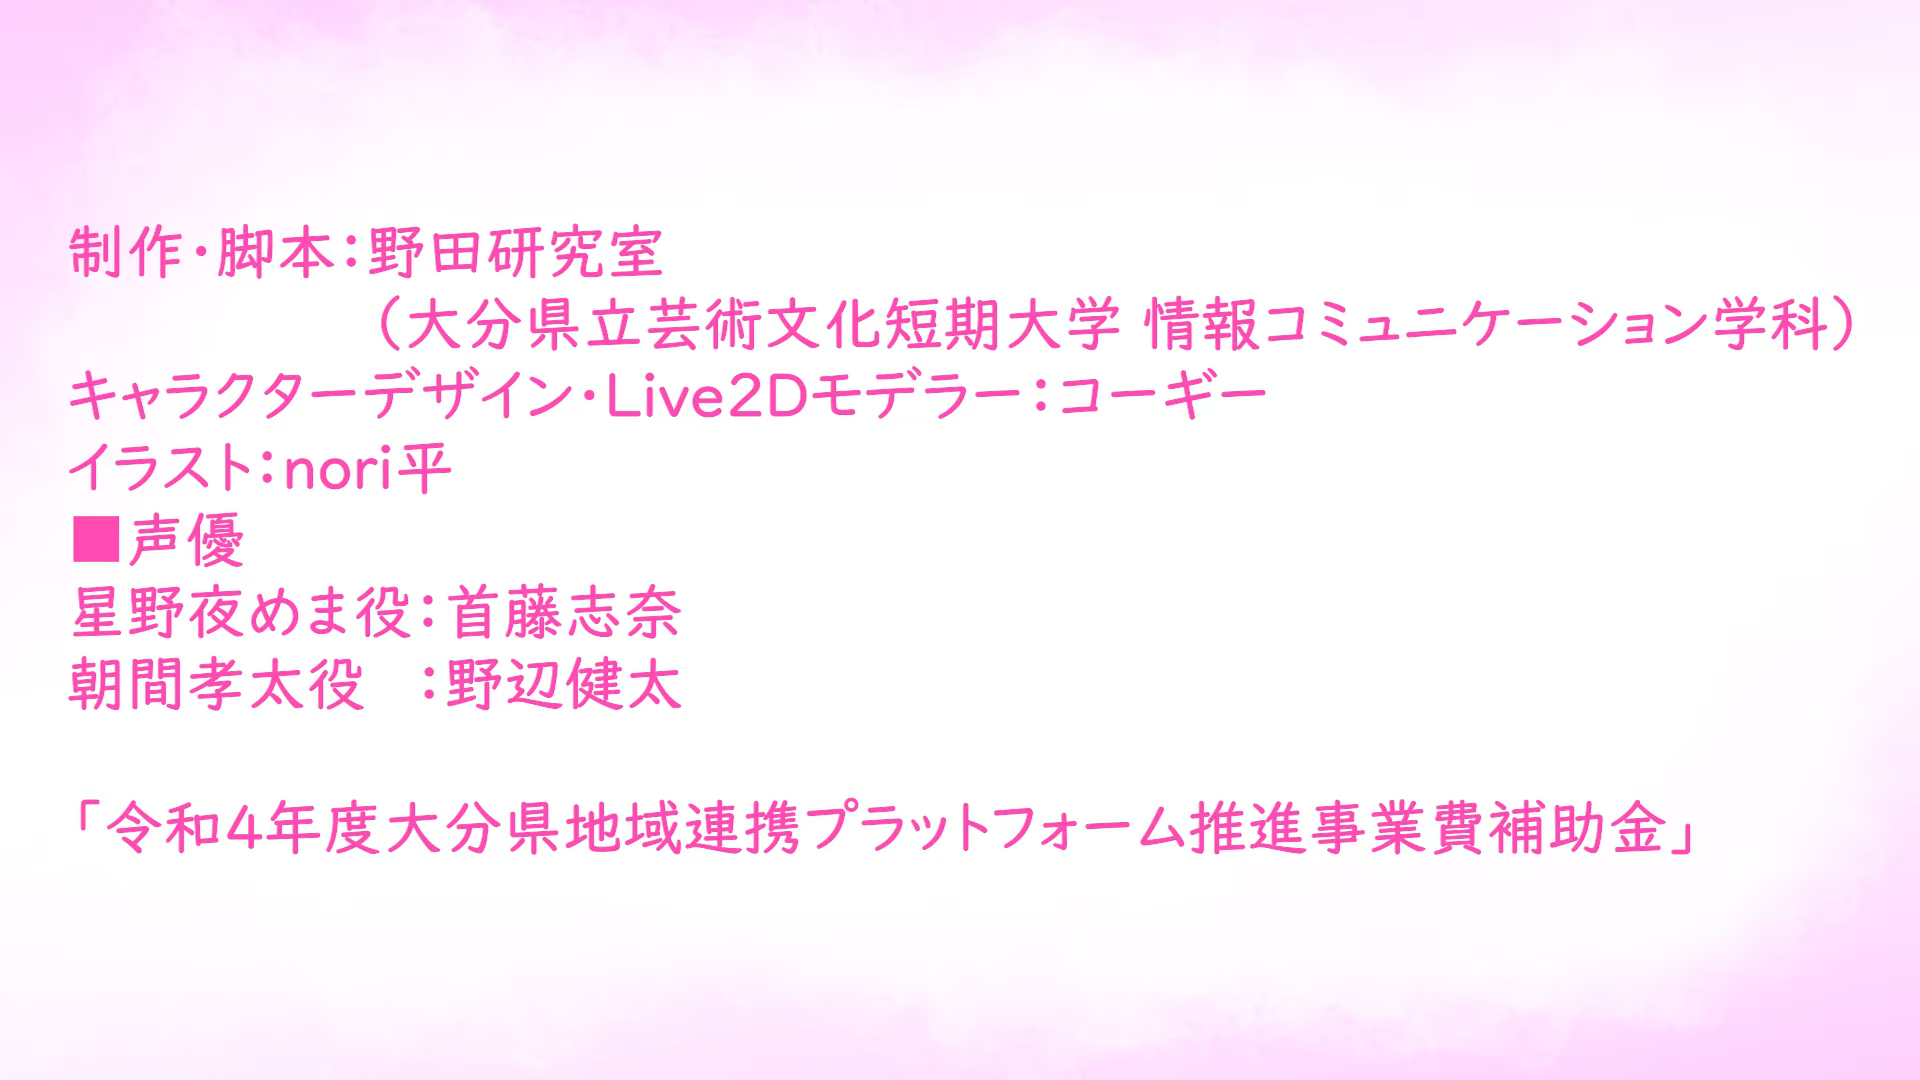 制作・脚本：野田研究室
（大分県立芸術文化短期大学 情報コミュニケーション学科）
キャラクターデザイン・Live2Dモデラー：コーギー
イラスト：nori平
■声優
星野夜めま役：首藤志奈
朝間孝太役　：野辺健太
「令和4年度大分県地域連携プラットフォーム推進事業費補助金」